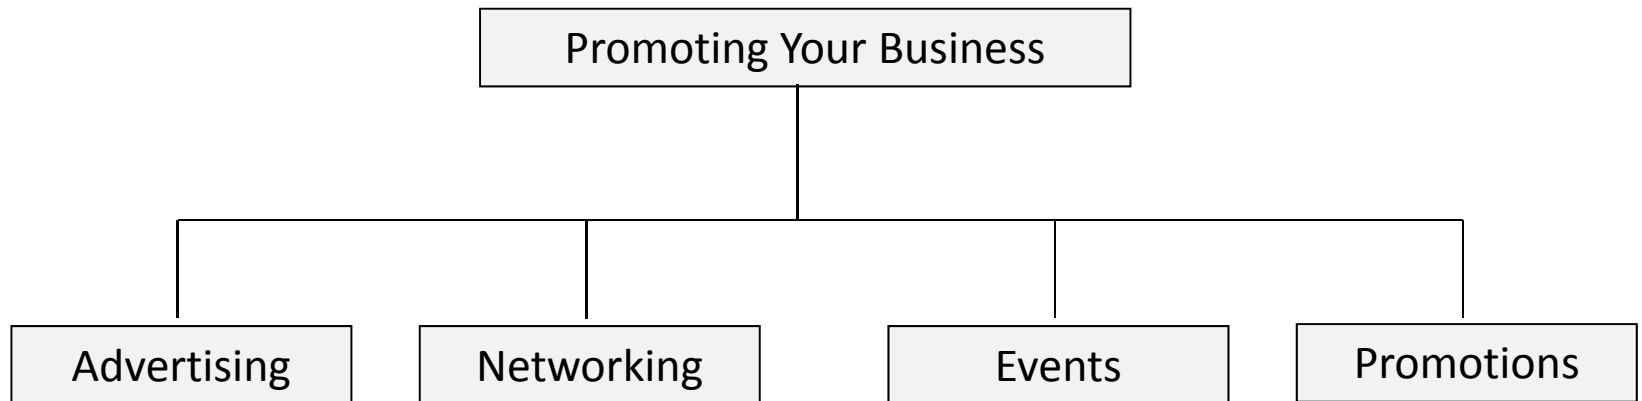 Promoting Your Business
Advertising
Networking
Events
Promotions